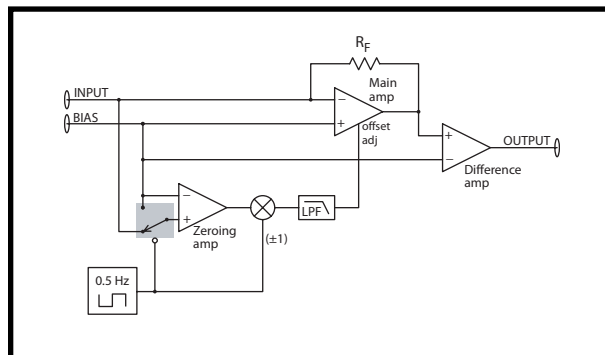 R_F
INPUT
Main
amp
−
BIAS
+
offset
adj
+
OUTPUT
−
Difference
amp
−
+
LPF
Zeroing
amp
(±1)
0.5 Hz